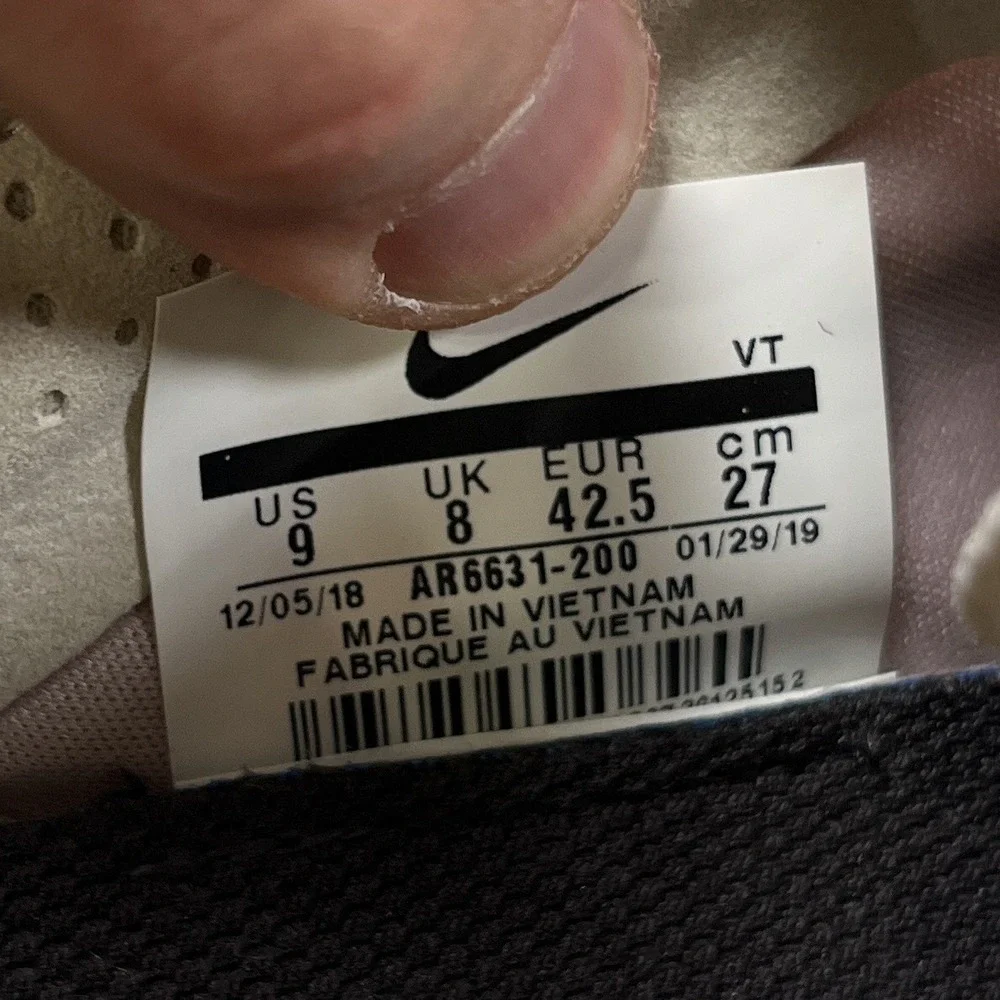 VT
US UK EUR cm
9 8 42.5 27
12/05/18 AR6631-200 01/29/19
MADE IN VIETNAM
FABRIQUE AU VIETNAM